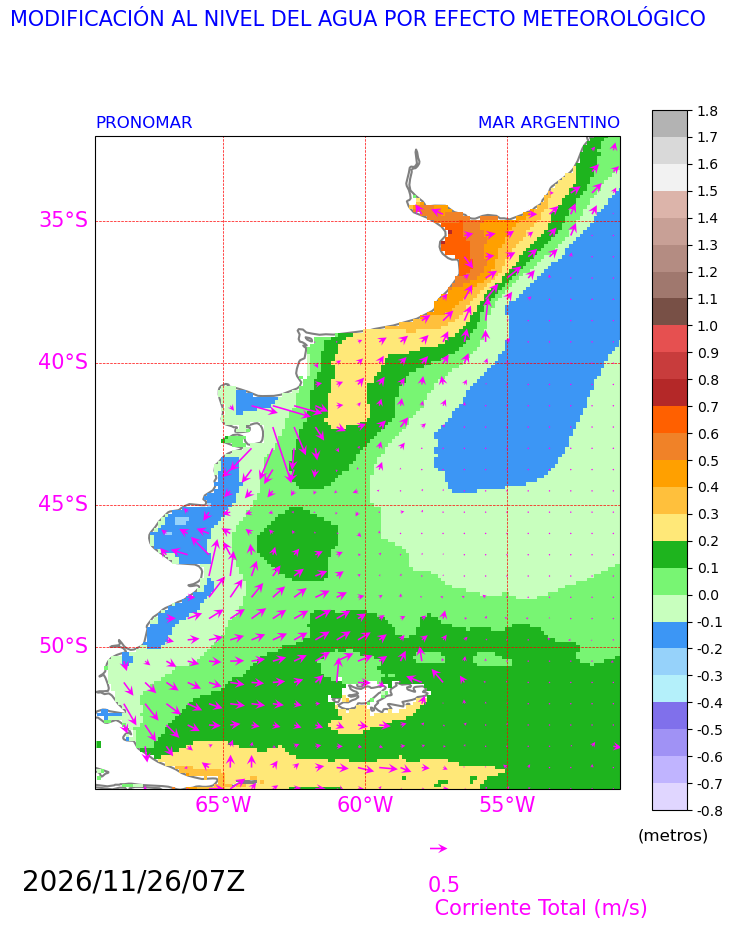 MODIFICACIÓN AL NIVEL DEL AGUA POR EFECTO METEOROLÓGICO
PRONOMAR
MAR ARGENTINO
35°S
40°S
45°S
50°S
65°W
60°W
55°W
1.8
1.7
1.6
1.5
1.4
1.3
1.2
1.1
1.0
0.9
0.8
0.7
0.6
0.5
0.4
0.3
0.2
0.1
0.0
-0.1
-0.2
-0.3
-0.4
-0.5
-0.6
-0.7
-0.8
(metros)
2026/11/26/07Z
0.5
Corriente Total (m/s)